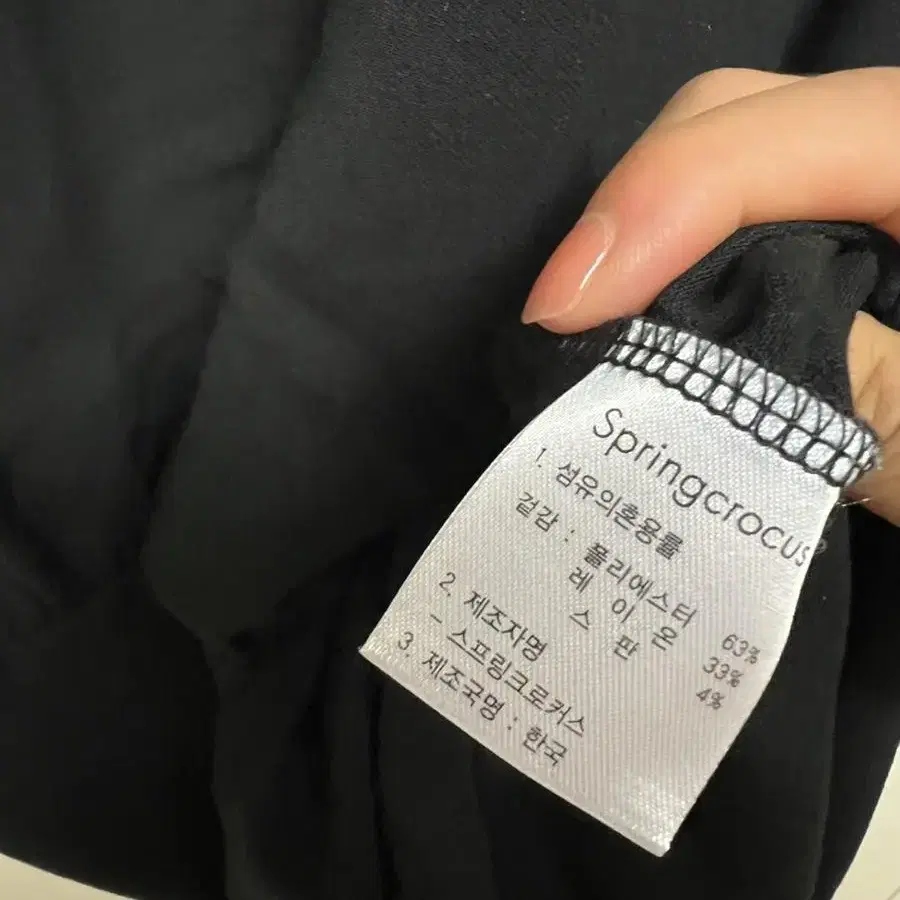 Springcrocus
1. 섬유의혼용률
겉감 : 폴리에스터 63%
레 이 온 33%
스 판 4%
2. 제조자명
- 스프링크로커스
3. 제조국명 : 한국